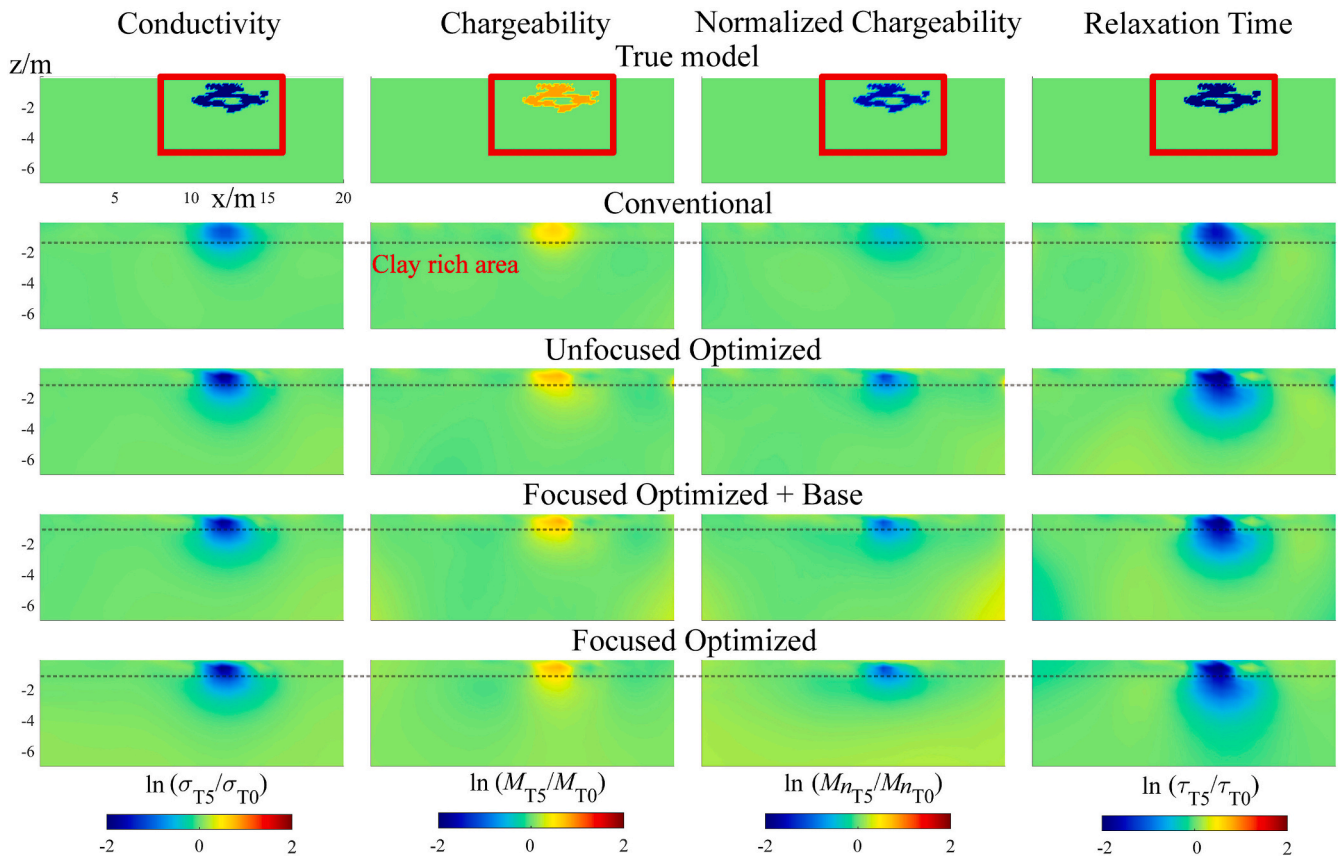 Conductivity Chargeability Normalized Chargeability Relaxation Time
True model
z/m
-2
-4
-6
5 10 15 20
x/m
Conventional
-2
-4
-6
Clay rich area
Unfocused Optimized
-2
-4
-6
Focused Optimized + Base
-2
-4
-6
Focused Optimized
-2
-4
-6
ln (σT5/σT0) ln (MT5/MT0) ln (MnT5/MnT0) ln (τT5/τT0)
-2 0 2 -2 0 2 -2 0 2 -2 0 2